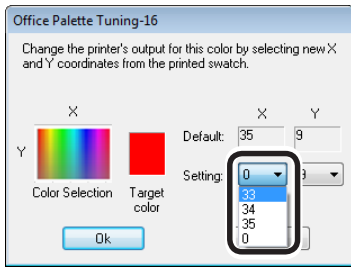 Office Palette Tuning-16
Change the printer's output for this color by selecting new X
and Y coordinates from the printed swatch.
X
X Y
Default: 35 9
Y
Setting: 0
33
34
35
0
Color Selection
Target
color
Ok